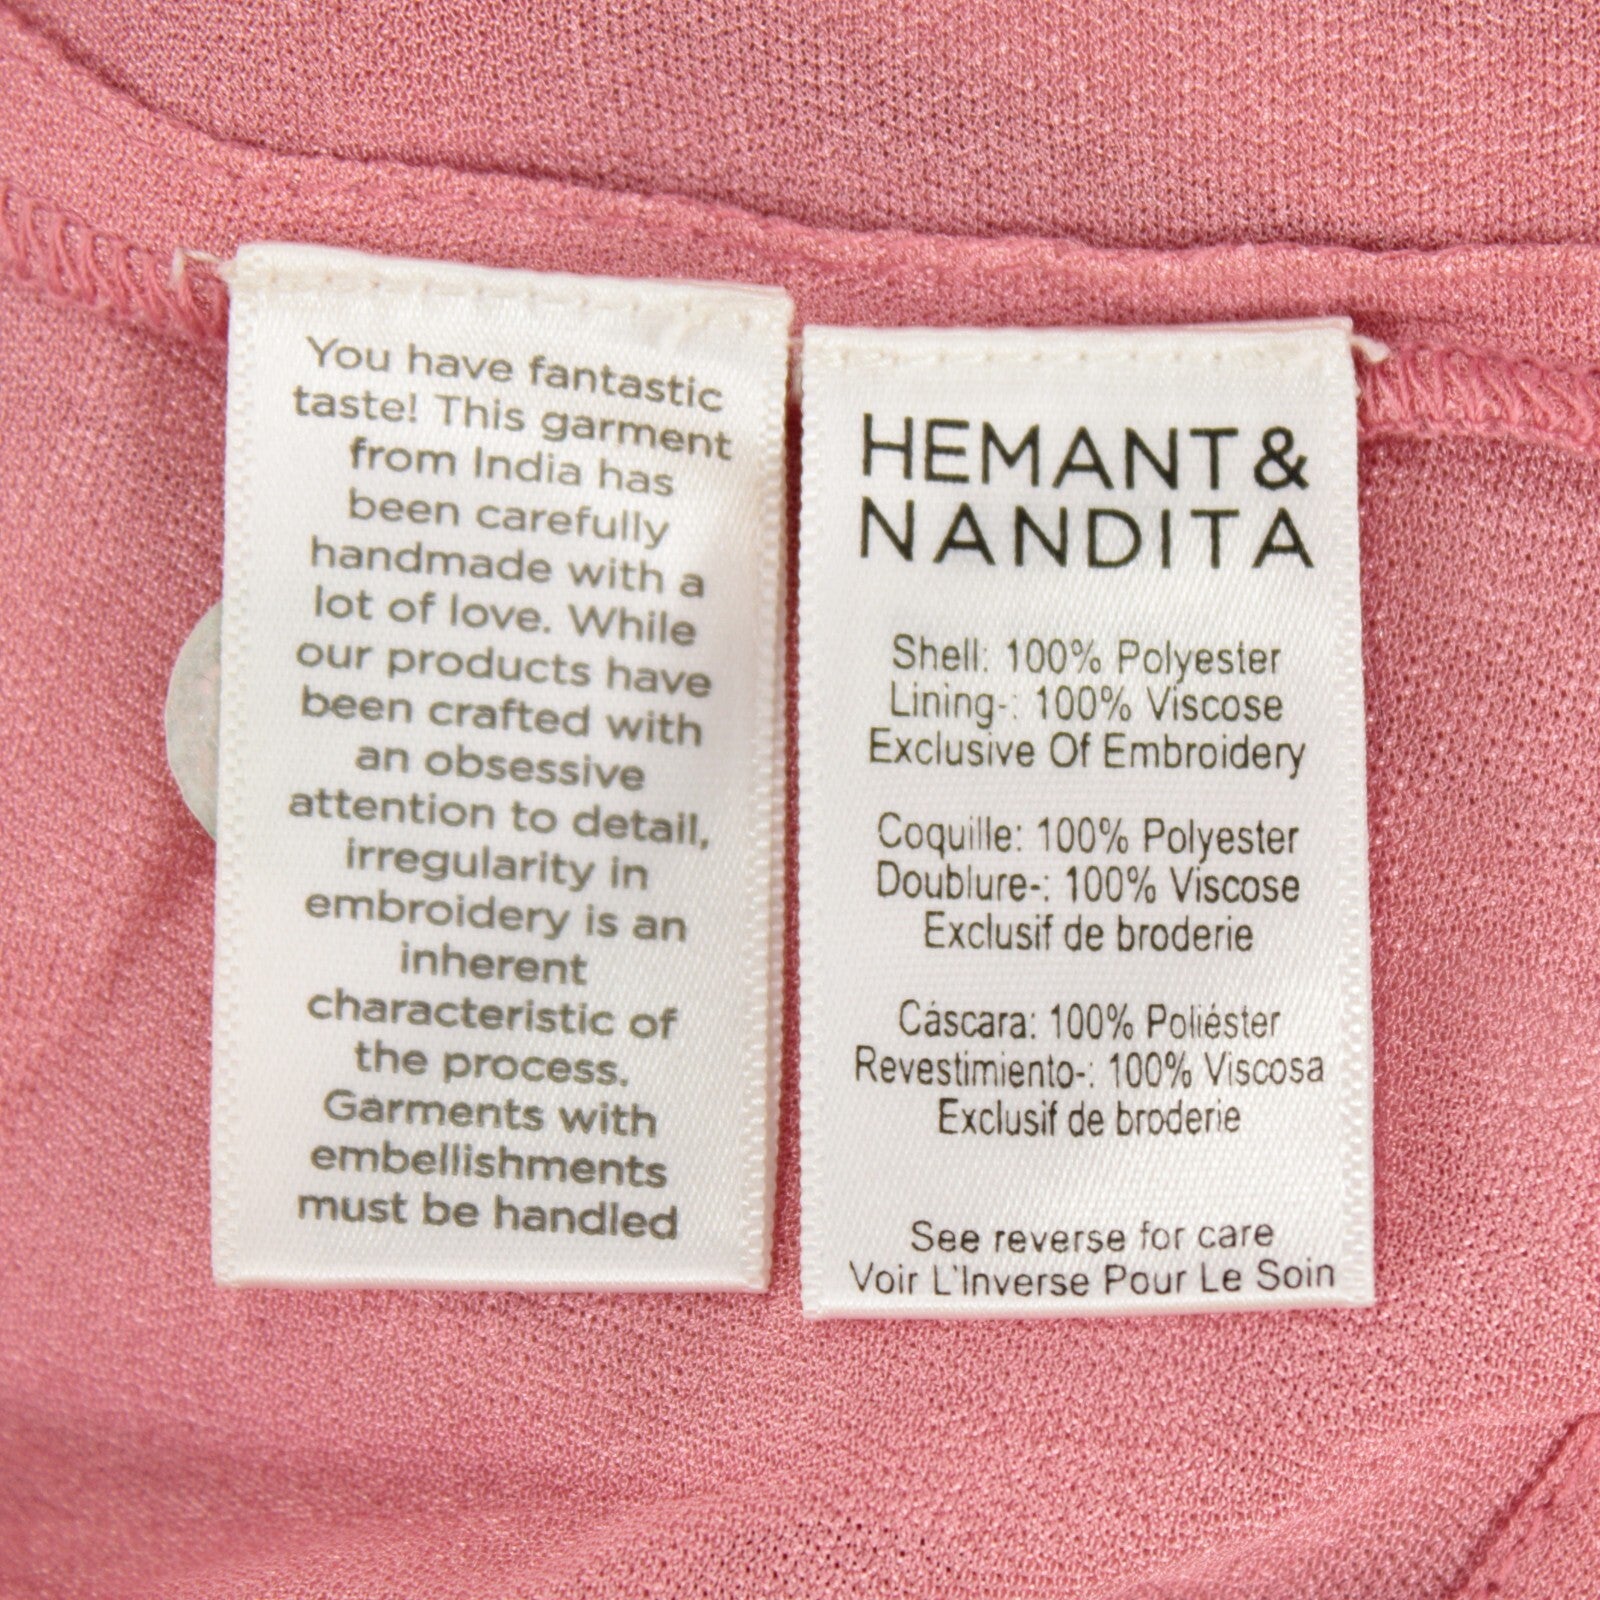 You have fantastic
taste! This garment
from India has
been carefully
handmade with a
lot of love. While
our products have
been crafted with
an obsessive
attention to detail,
irregularity in
embroidery is an
inherent
characteristic of
the process.
Garments with
embellishments
must be handled
HEMANT &
NANDITA
Shell: 100% Polyester
Lining-: 100% Viscose
Exclusive Of Embroidery
Coquille: 100% Polyester
Doublure-: 100% Viscose
Exclusif de broderie
Cáscara: 100% Poliéster
Revestimiento-: 100% Viscosa
Exclusif de broderie
See reverse for care
Voir L'Inverse Pour Le Soin